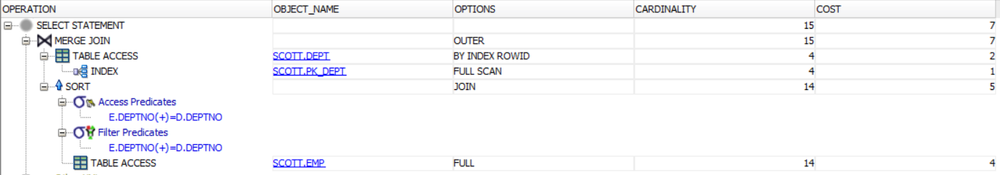 OPERATION OBJECT_NAME OPTIONS CARDINALITY COST
SELECT STATEMENT 15 7
MERGE JOIN OUTER 15 7
TABLE ACCESS SCOTT.DEPT BY INDEX ROWID 4 2
INDEX SCOTT.PK_DEPT FULL SCAN 4 1
SORT JOIN 14 5
Access Predicates
E.DEPTNO(+)=D.DEPTNO
Filter Predicates
E.DEPTNO(+)=D.DEPTNO
TABLE ACCESS SCOTT.EMP FULL 14 4